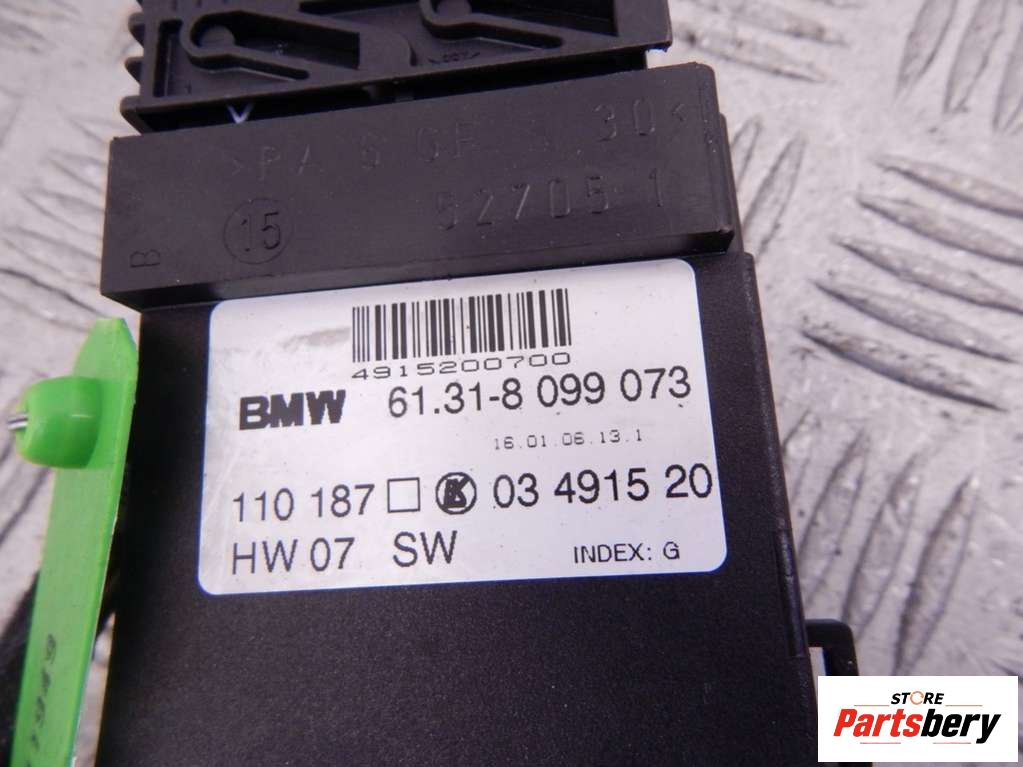 >PA 6 GF 30<
15
52705-1
B
4915200700
BMW 61.31-8 099 073
16.01.06.13.1
110 187 03 4915 20
HW 07 SW
INDEX: G
STORE
Partsbery